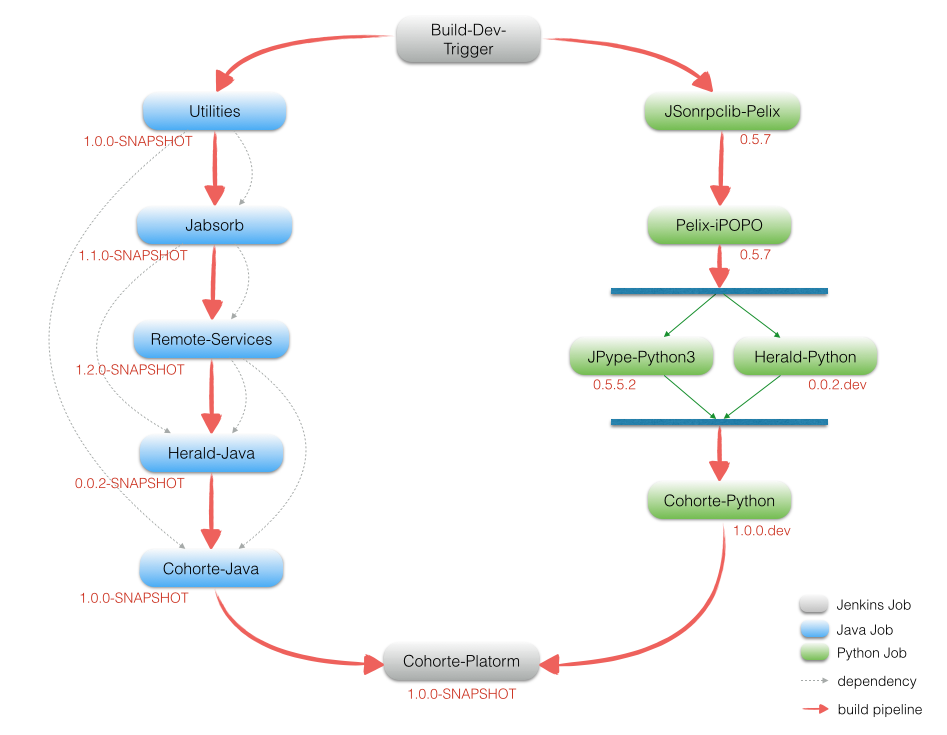 Build-Dev-
Trigger
Utilities
1.0.0-SNAPSHOT
JSonrpclib-Pelix
0.5.7
Jabsorb
1.1.0-SNAPSHOT
Pelix-iPOPO
0.5.7
Remote-Services
1.2.0-SNAPSHOT
JPype-Python3
0.5.5.2
Herald-Python
0.0.2.dev
Herald-Java
0.0.2-SNAPSHOT
Cohorte-Python
1.0.0.dev
Cohorte-Java
1.0.0-SNAPSHOT
Cohorte-Platorm
1.0.0-SNAPSHOT
Jenkins Job
Java Job
Python Job
dependency
build pipeline